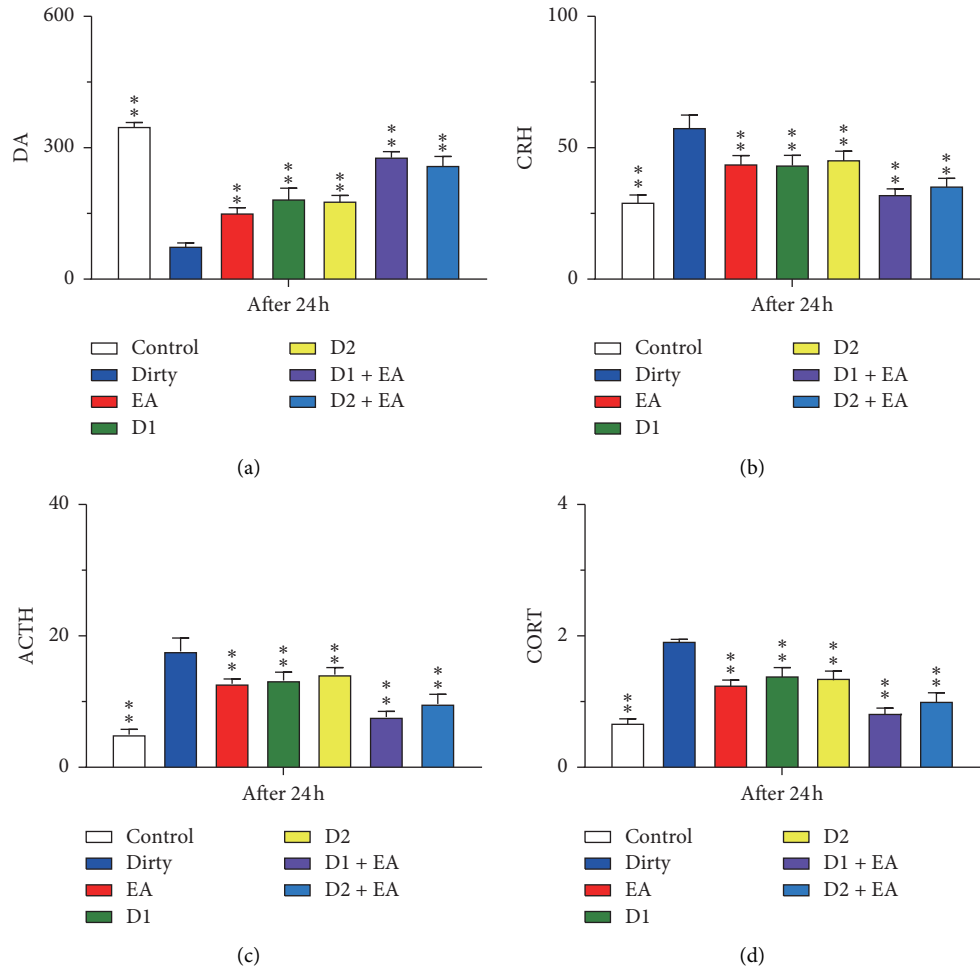 600
300
0
DA
**
**
**
**
**
**
After 24 h
Control
Dirty
EA
D1
D2
D1 + EA
D2 + EA
(a)
100
50
0
CRH
**
**
**
**
**
**
After 24 h
Control
Dirty
EA
D1
D2
D1 + EA
D2 + EA
(b)
40
20
0
ACTH
**
**
**
**
**
**
After 24 h
Control
Dirty
EA
D1
D2
D1 + EA
D2 + EA
(c)
4
2
0
CORT
**
**
**
**
**
**
After 24 h
Control
Dirty
EA
D1
D2
D1 + EA
D2 + EA
(d)